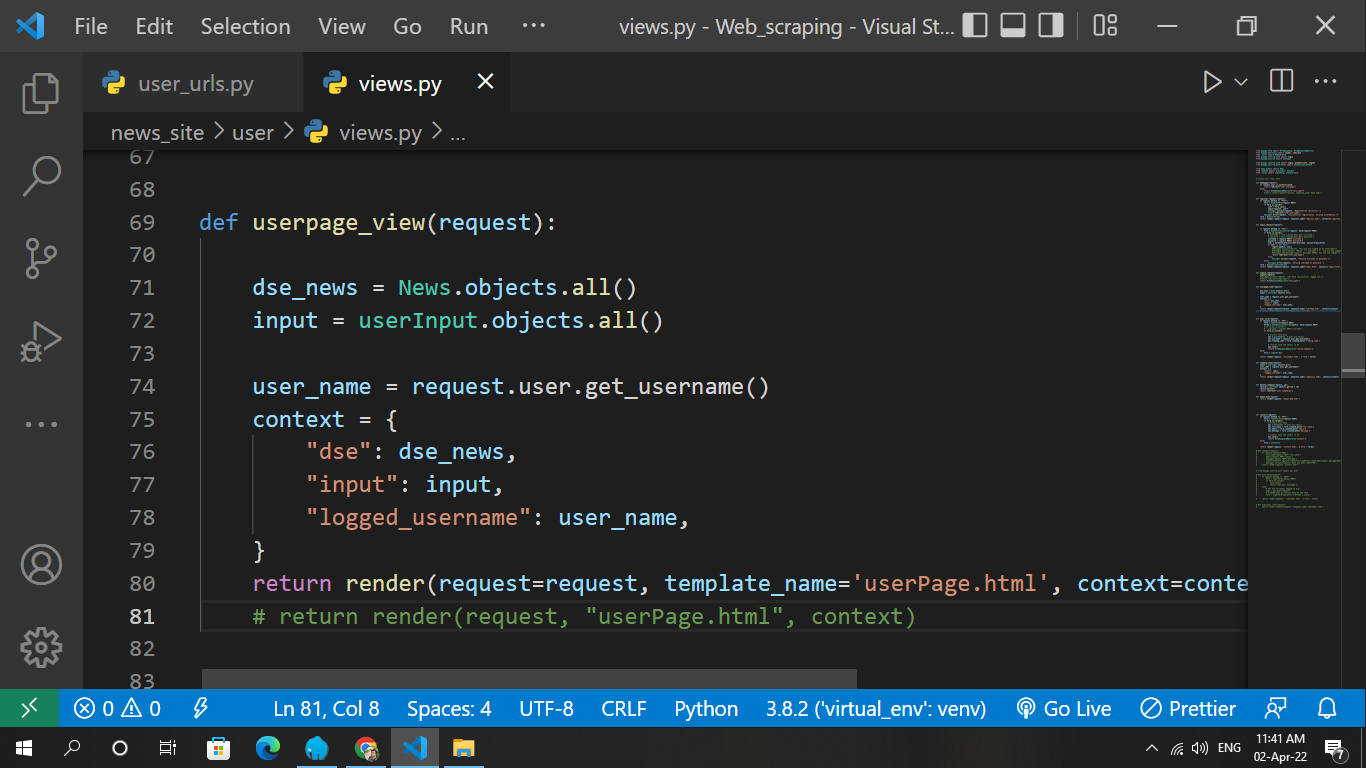 File Edit Selection View Go Run ··· views.py - Web_scraping - Visual St...
user_urls.py views.py
news_site > user > views.py > ...
67
68
69 def userpage_view(request):
70
71 dse_news = News.objects.all()
72 input = userInput.objects.all()
73
74 user_name = request.user.get_username()
75 context = {
76 "dse": dse_news,
77 "input": input,
78 "logged_username": user_name,
79 }
80 return render(request=request, template_name='userPage.html', context=conte
81 # return render(request, "userPage.html", context)
82
83
0 0 Ln 81, Col 8 Spaces: 4 UTF-8 CRLF Python 3.8.2 ('virtual_env': venv) Go Live Prettier
ENG 11:41 AM
02-Apr-22 7